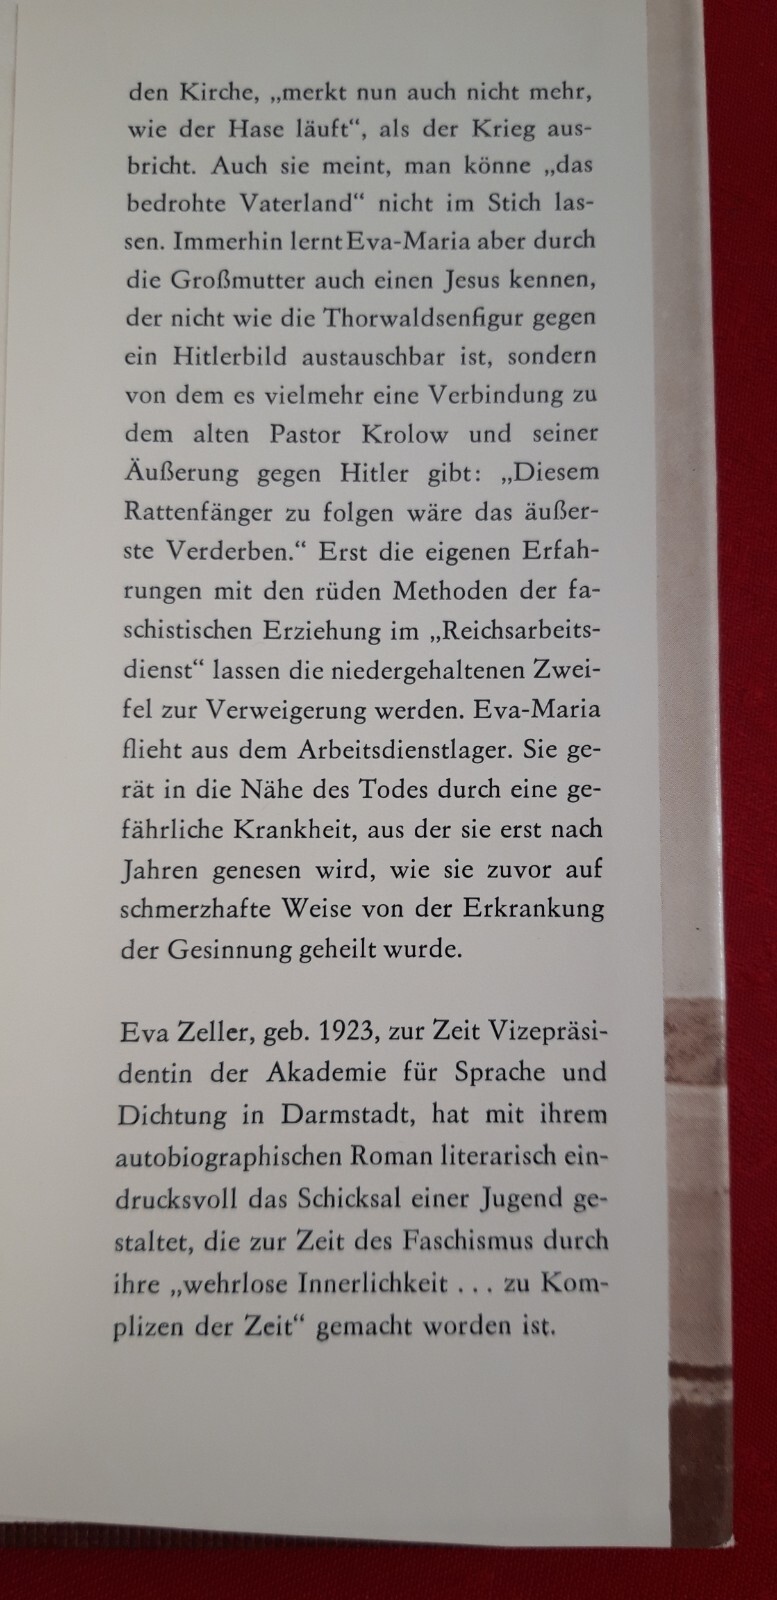 den Kirche, „merkt nun auch nicht mehr,
wie der Hase läuft“, als der Krieg aus-
bricht. Auch sie meint, man könne „das
bedrohte Vaterland“ nicht im Stich las-
sen. Immerhin lernt Eva-Maria aber durch
die Großmutter auch einen Jesus kennen,
der nicht wie die Thorwaldsenfigur gegen
ein Hitlerbild austauschbar ist, sondern
von dem es vielmehr eine Verbindung zu
dem alten Pastor Krolow und seiner
Äußerung gegen Hitler gibt: „Diesem
Rattenfänger zu folgen wäre das äußer-
ste Verderben.“ Erst die eigenen Erfah-
rungen mit den rüden Methoden der fa-
schistischen Erziehung im „Reichsarbeits-
dienst“ lassen die niedergehaltenen Zwei-
fel zur Verweigerung werden. Eva-Maria
flieht aus dem Arbeitsdienstlager. Sie ge-
rät in die Nähe des Todes durch eine ge-
fährliche Krankheit, aus der sie erst nach
Jahren genesen wird, wie sie zuvor auf
schmerzhafte Weise von der Erkrankung
der Gesinnung geheilt wurde.
Eva Zeller, geb. 1923, zur Zeit Vizepräsi-
dentin der Akademie für Sprache und
Dichtung in Darmstadt, hat mit ihrem
autobiographischen Roman literarisch ein-
drucksvoll das Schicksal einer Jugend ge-
staltet, die zur Zeit des Faschismus durch
ihre „wehrlose Innerlichkeit . . . zu Kom-
plizen der Zeit“ gemacht worden ist.